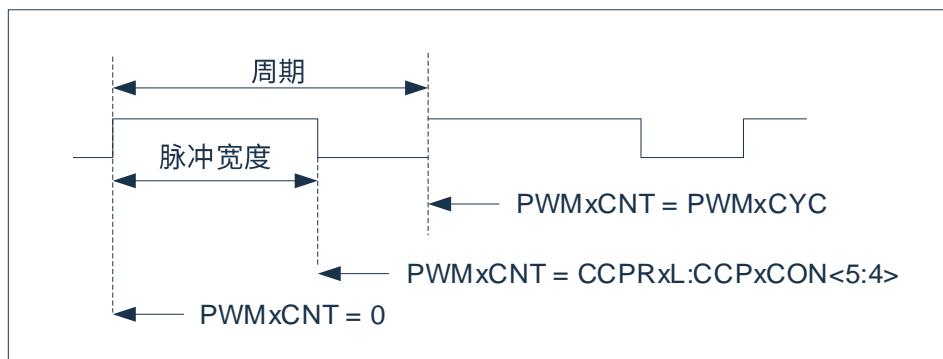 周期
脉冲宽度
PWMxCNT = PWMxCYC
PWMxCNT = CCPRxL:CCPxCON<5:4>
PWMxCNT = 0